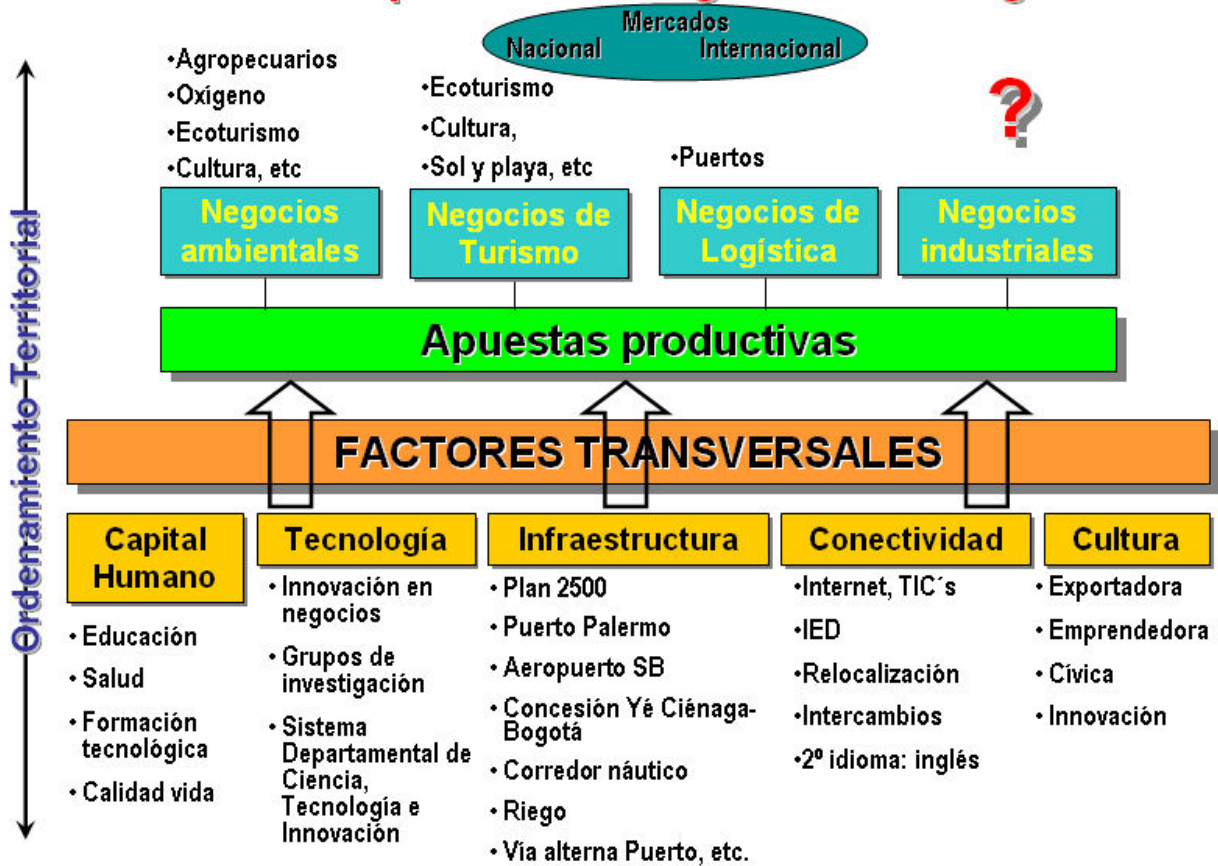 Mercados
Nacional Internacional
•Agropecuarios
•Oxígeno
•Ecoturismo
•Cultura, etc
•Ecoturismo
•Cultura,
•Sol y playa, etc
•Puertos
?
Negocios
ambientales
Negocios de
Turismo
Negocios de
Logística
Negocios
industriales
Apuestas productivas
FACTORES TRANSVERSALES
Ordenamiento Territorial
Capital
Humano
• Educación
• Salud
• Formación
tecnológica
• Calidad vida
Tecnología
• Innovación en
negocios
• Grupos de
investigación
• Sistema
Departamental de
Ciencia,
Tecnología e
Innovación
Infraestructura
• Plan 2500
• Puerto Palermo
• Aeropuerto SB
• Concesión Yé Ciénaga-
Bogotá
• Corredor náutico
• Riego
• Vía alterna Puerto, etc.
Conectividad
•Internet, TIC´s
•IED
•Relocalización
•Intercambios
•2º idioma: inglés
Cultura
• Exportadora
• Emprendedora
• Cívica
• Innovación